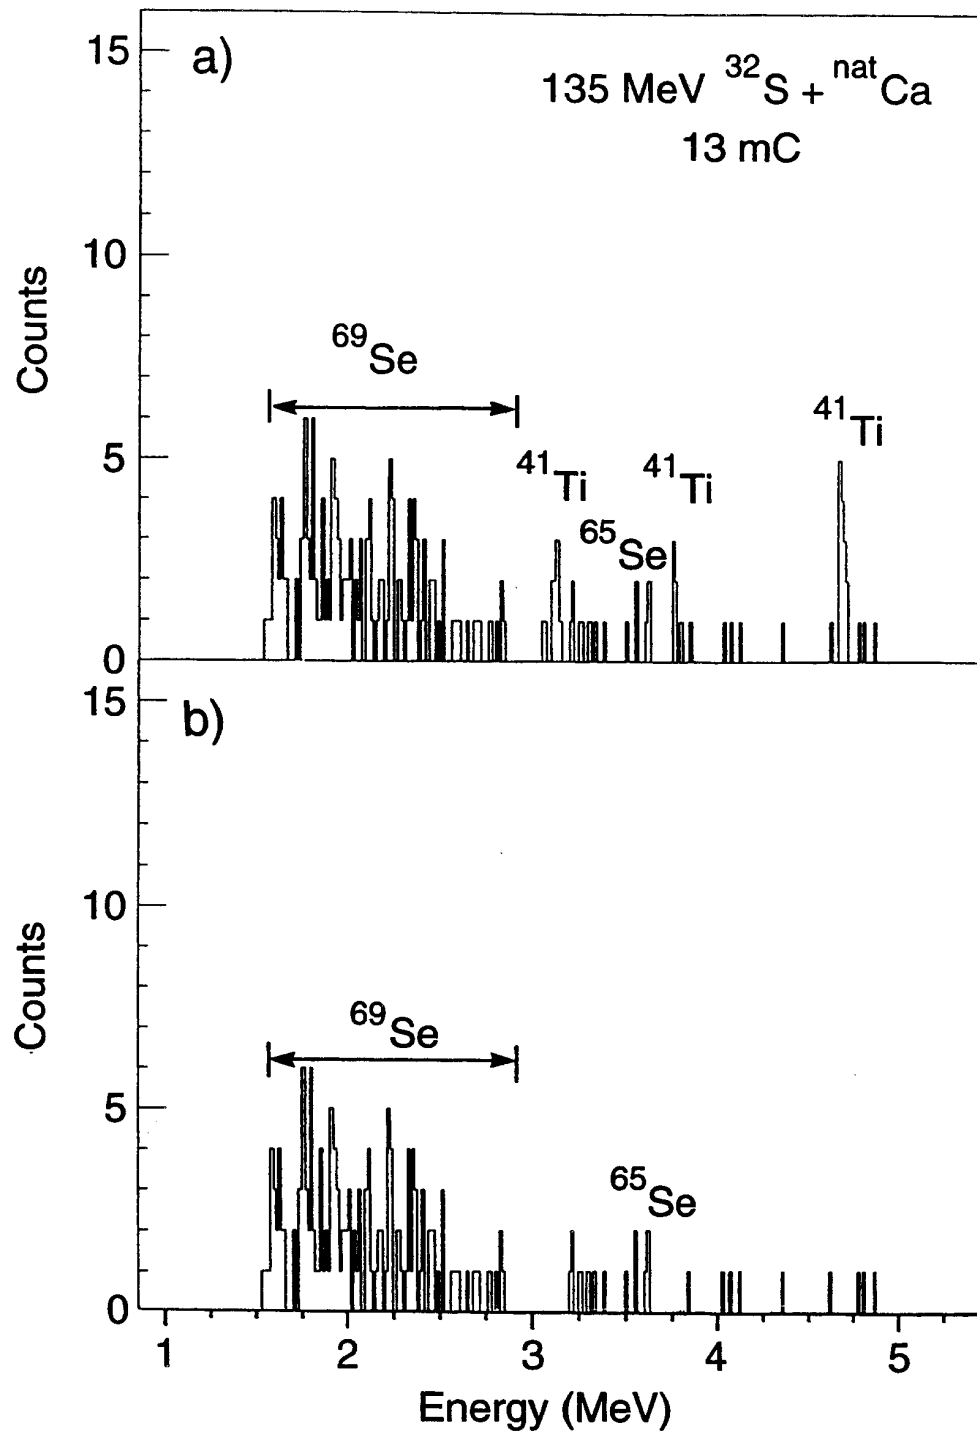 a)
135 MeV ³²S + ⁿᵃᵗCa
13 mC
15
10
5
0
Counts
⁶⁹Se
⁴¹Ti
⁶⁵Se
⁴¹Ti
⁴¹Ti
b)
15
10
5
0
Counts
⁶⁹Se
⁶⁵Se
1 2 3 4 5
Energy (MeV)